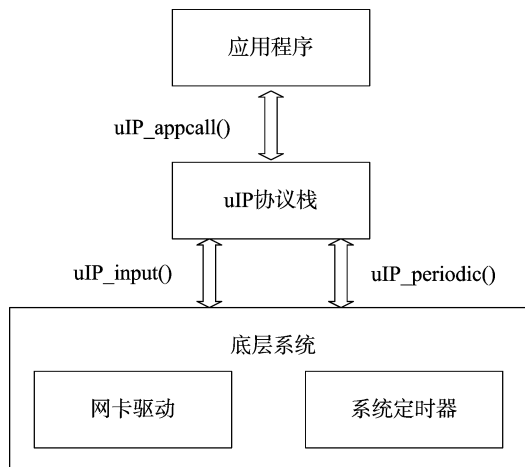 应用程序
uIP_appcall()
uIP协议栈
uIP_input()
uIP_periodic()
底层系统
网卡驱动
系统定时器